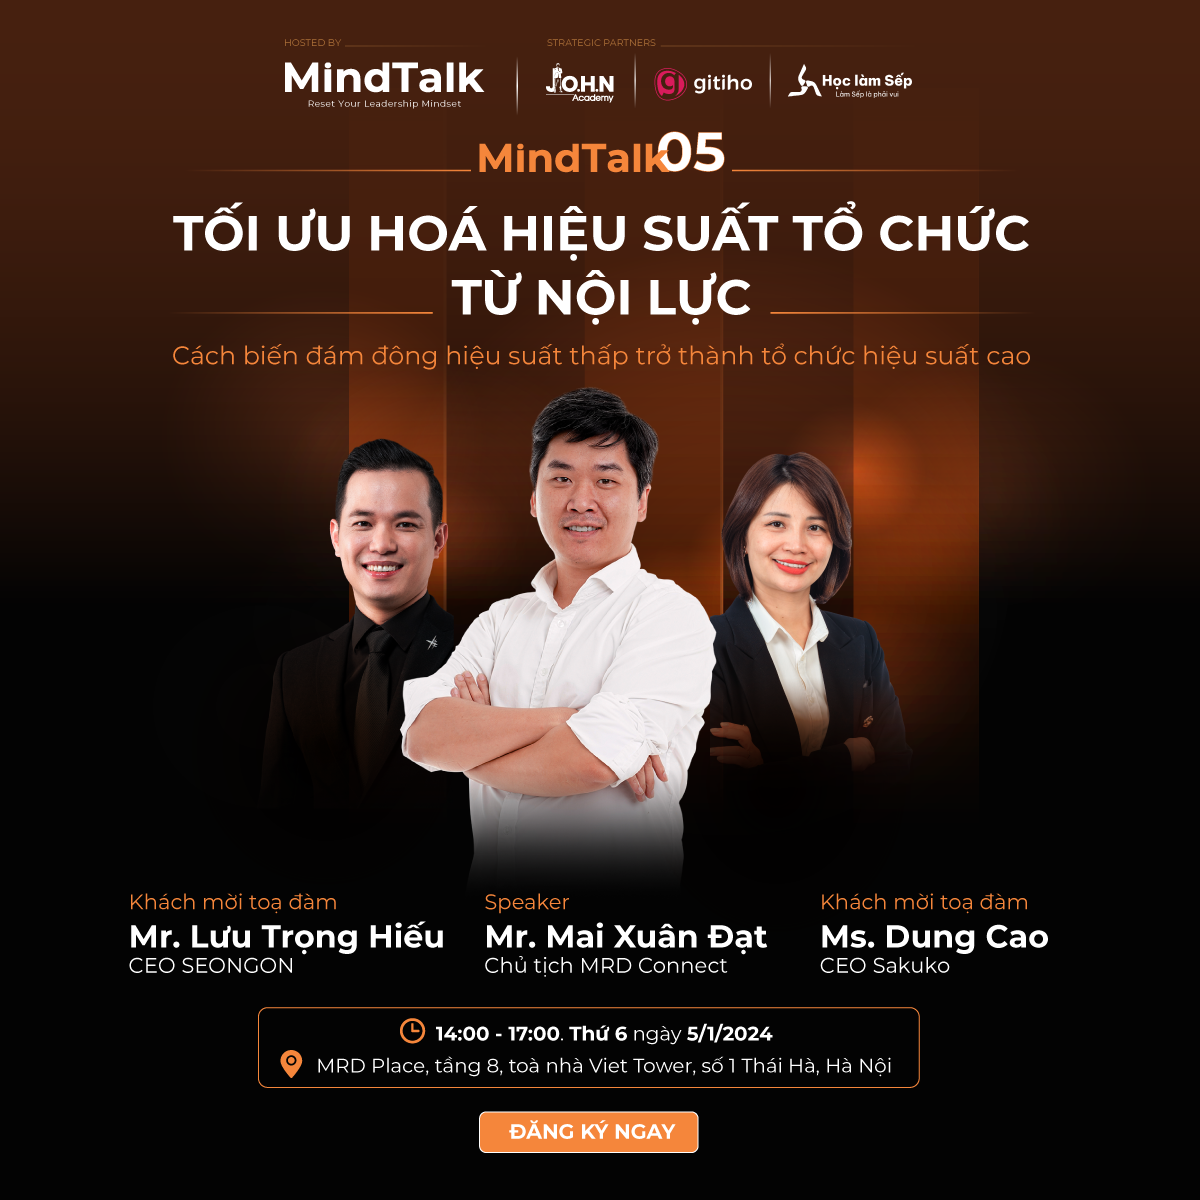 HOSTED BY
MindTalk
Reset Your Leadership Mindset
STRATEGIC PARTNERS
J.O.H.N
Academy
gitiho
Học làm Sếp
Làm Sếp là phải vui
MindTalk05
TỐI ƯU HOÁ HIỆU SUẤT TỔ CHỨC
TỪ NỘI LỰC
Cách biến đám đông hiệu suất thấp trở thành tổ chức hiệu suất cao
Khách mời toạ đàm
Mr. Lưu Trọng Hiếu
CEO SEONGON
Speaker
Mr. Mai Xuân Đạt
Chủ tịch MRD Connect
Khách mời toạ đàm
Ms. Dung Cao
CEO Sakuko
14:00 - 17:00. Thứ 6 ngày 5/1/2024
MRD Place, tầng 8, toà nhà Viet Tower, số 1 Thái Hà, Hà Nội
ĐĂNG KÝ NGAY